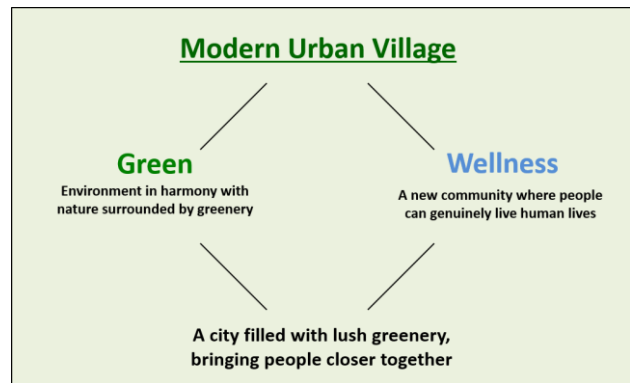 Modern Urban Village
Green
Environment in harmony with
nature surrounded by greenery
Wellness
A new community where people
can genuinely live human lives
A city filled with lush greenery,
bringing people closer together